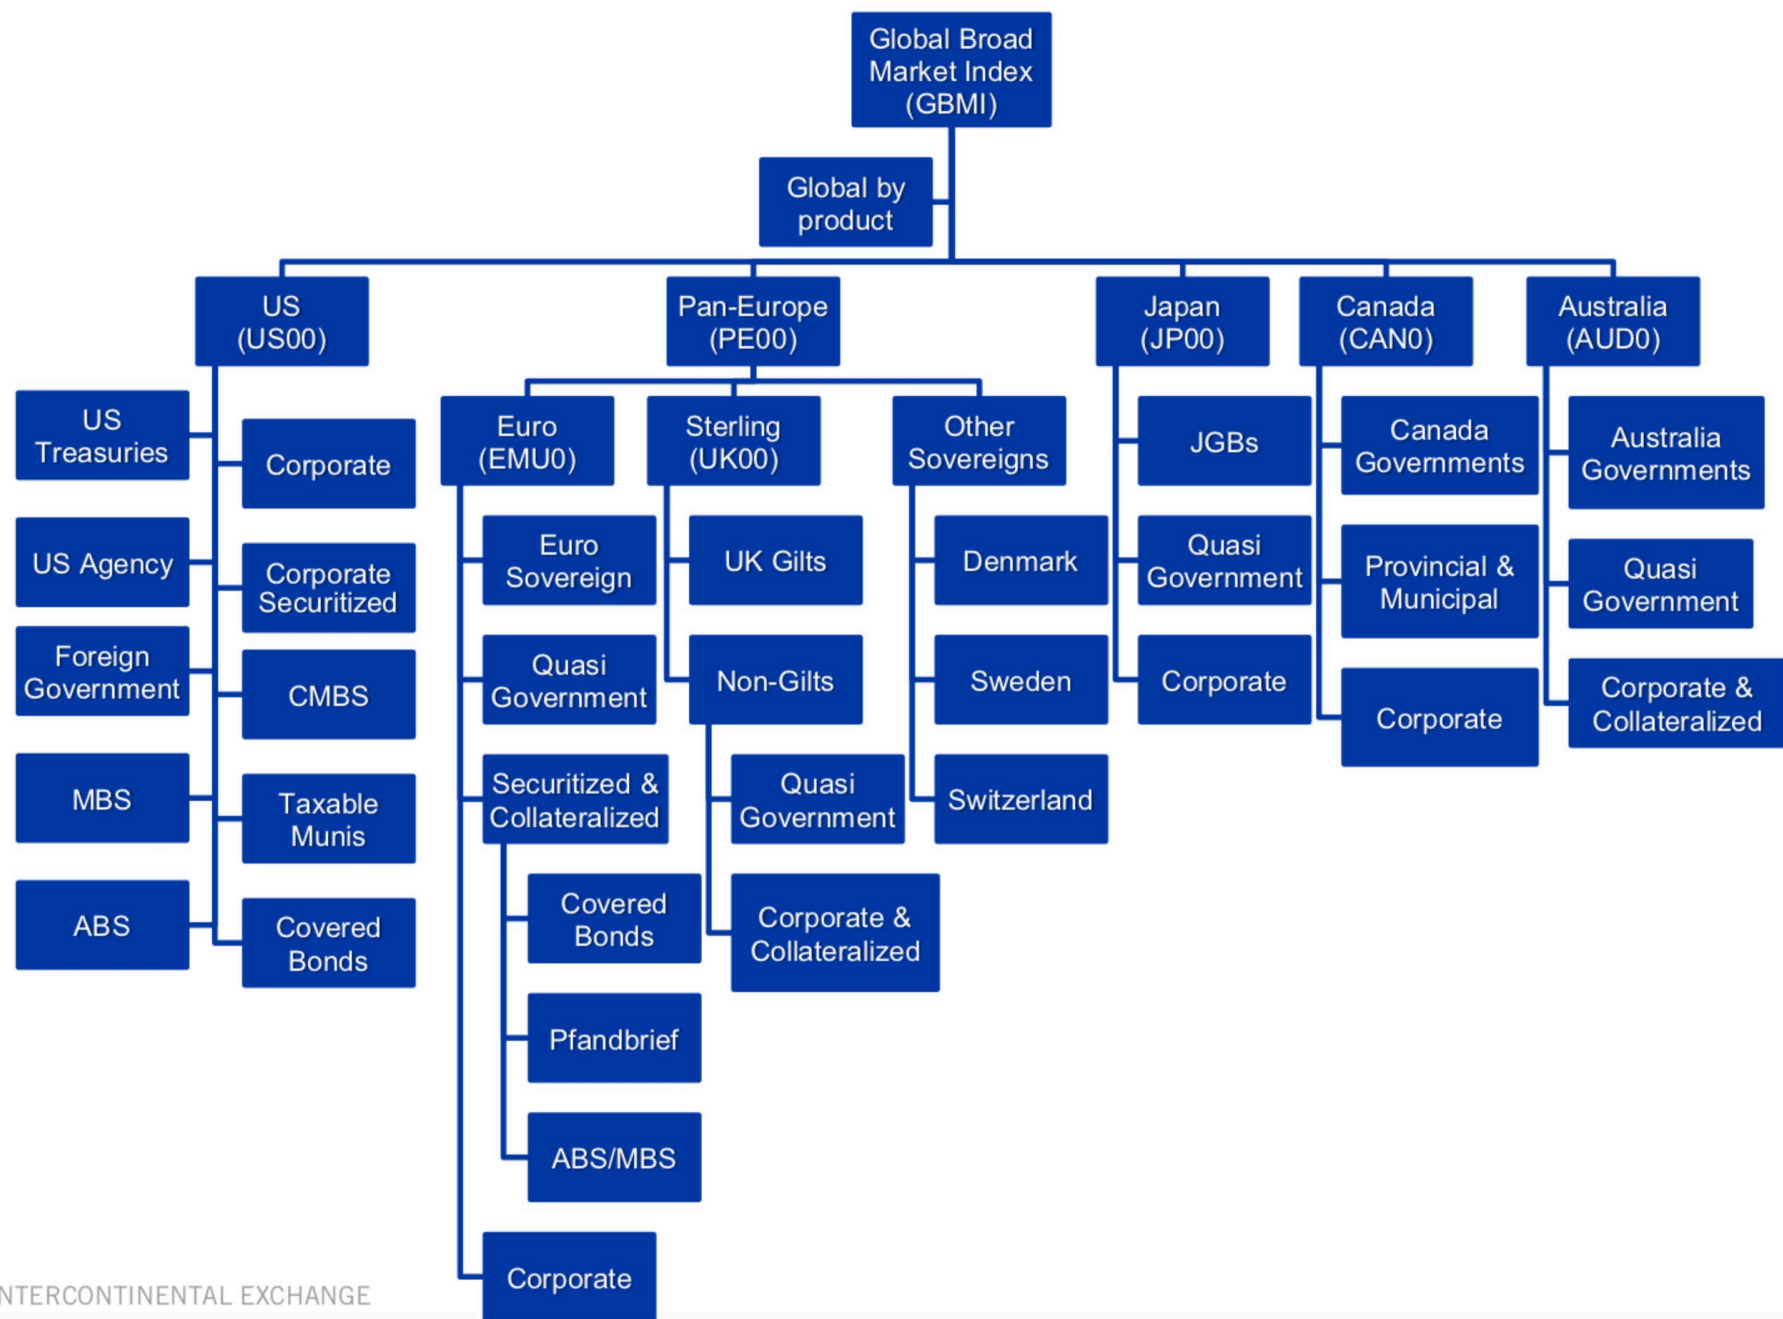 Global Broad
Market Index
(GBMI)
Global by
product
US
(US00)
Pan-Europe
(PE00)
Japan
(JP00)
Canada
(CAN0)
Australia
(AUD0)
US
Treasuries
US Agency
Foreign
Government
MBS
ABS
Corporate
Corporate
Securitized
CMBS
Taxable
Munis
Covered
Bonds
Euro
(EMU0)
Euro
Sovereign
Quasi
Government
Securitized &
Collateralized
Covered
Bonds
Pfandbrief
ABS/MBS
Corporate
Sterling
(UK00)
UK Gilts
Non-Gilts
Quasi
Government
Corporate &
Collateralized
Other
Sovereigns
Denmark
Sweden
Switzerland
JGBs
Quasi
Government
Corporate
Canada
Governments
Provincial &
Municipal
Corporate
Australia
Governments
Quasi
Government
Corporate &
Collateralized
NTERCONTINENTAL EXCHANGE